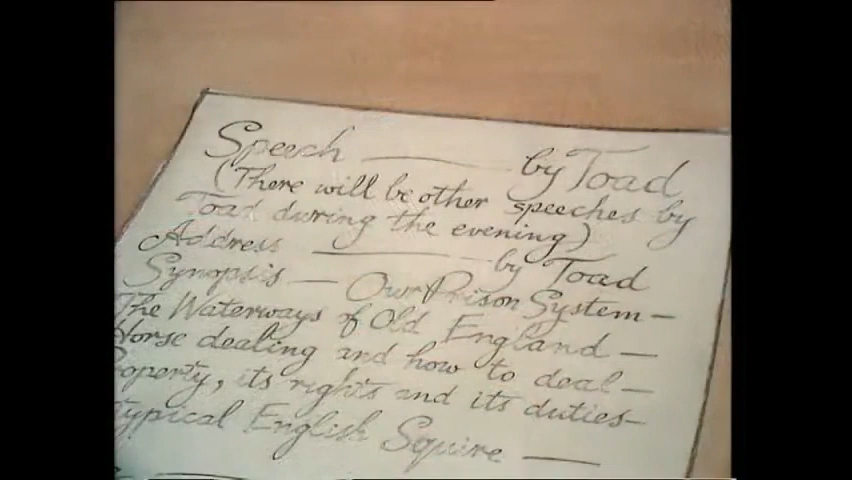 Speech —— by Toad
(There will be other speeches by
Toad during the evening)
Address —— by Toad
Synopsis — Our Prison System —
The Waterways of Old England —
Horse dealing and how to deal —
roperty, its rights and its duties —
typical English Squire —